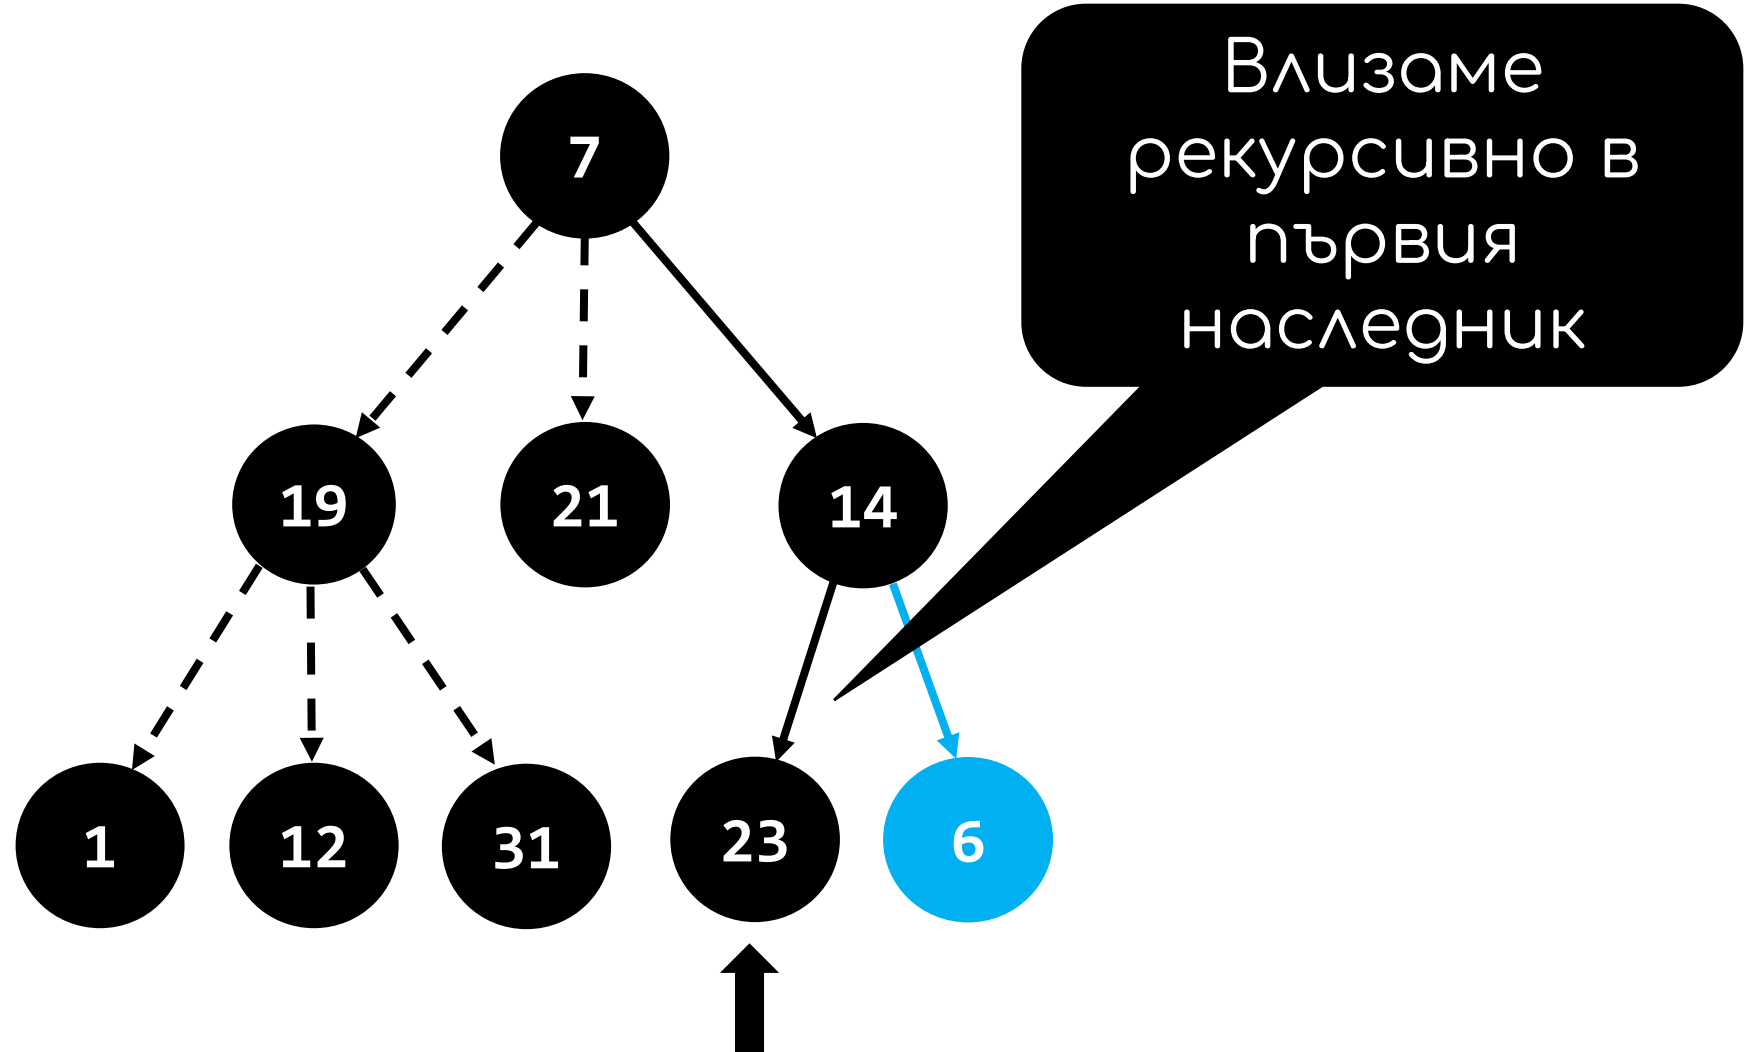 Влизаме
рекурсивно в
първия
наследник
7
19
21
14
1
12
31
23
6